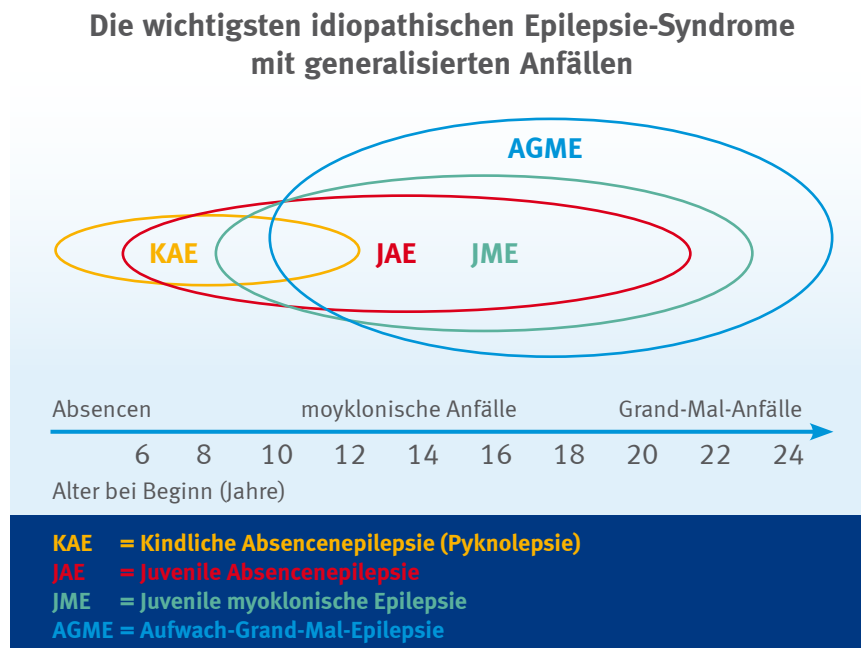 Die wichtigsten idiopathischen Epilepsie-Syndrome
mit generalisierten Anfällen
AGME
KAE JAE JME
Absencen moyklonische Anfälle Grand-Mal-Anfälle
6 8 10 12 14 16 18 20 22 24
Alter bei Beginn (Jahre)
KAE = Kindliche Absencenepilepsie (Pyknolepsie)
JAE = Juvenile Absencenepilepsie
JME = Juvenile myoklonische Epilepsie
AGME = Aufwach-Grand-Mal-Epilepsie